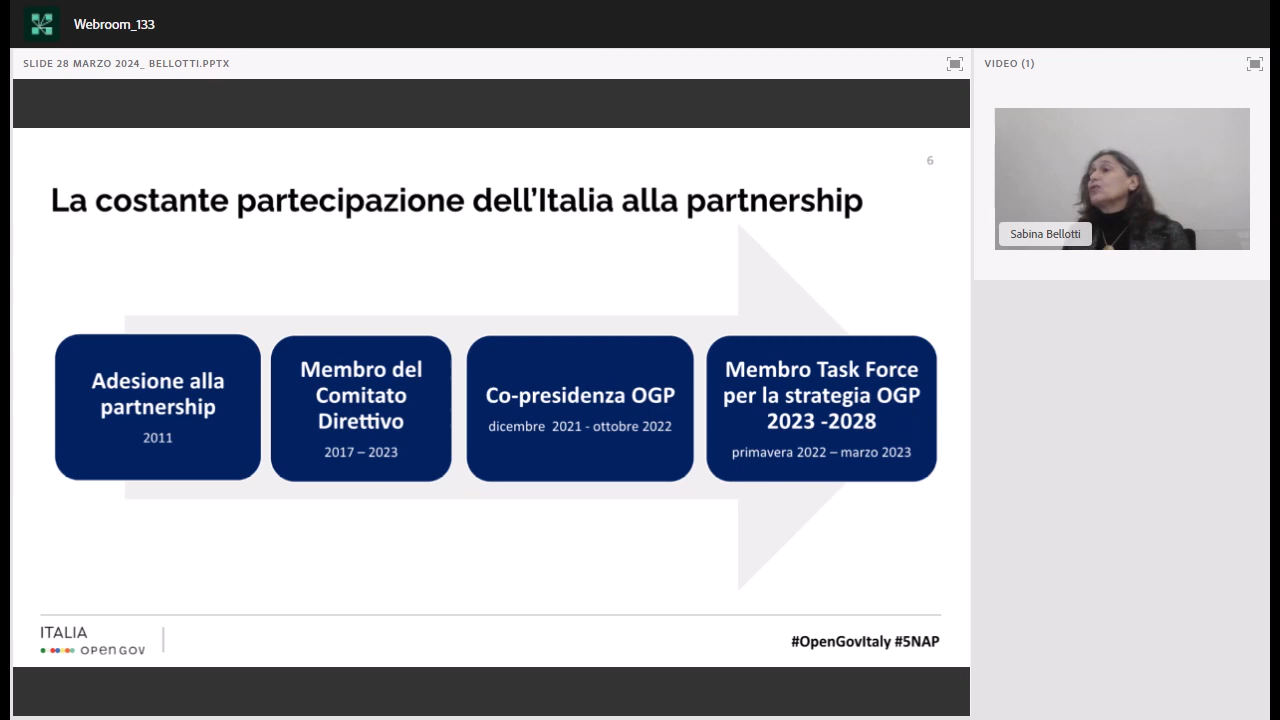 Webroom_133
SLIDE 28 MARZO 2024_ BELLOTTI.PPTX
VIDEO (1)
6
La costante partecipazione dell'Italia alla partnership
Adesione alla
partnership
2011
Membro del
Comitato
Direttivo
2017 – 2023
Co-presidenza OGP
dicembre 2021 - ottobre 2022
Membro Task Force
per la strategia OGP
2023 -2028
primavera 2022 – marzo 2023
Sabina Bellotti
ITALIA
OPENGOV
#OpenGovItaly #5NAP